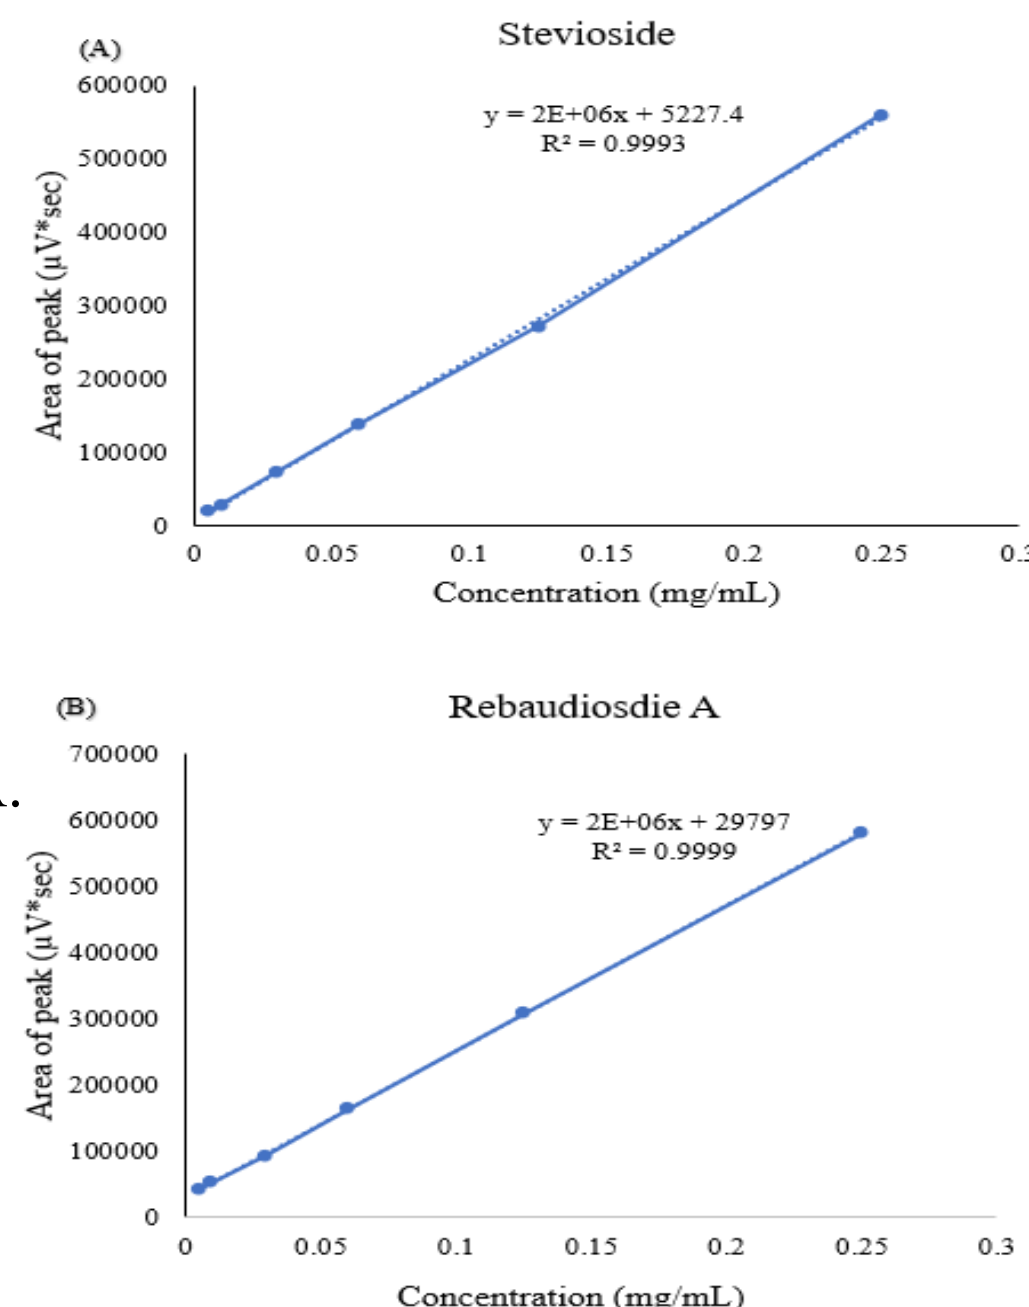 Stevioside
(A)
600000
y = 2E+06x + 5227.4
R² = 0.9993
500000
400000
300000
200000
100000
0
Area of peak (µV*sec)
0 0.05 0.1 0.15 0.2 0.25
Concentration (mg/mL)
(B)
Rebaudiosdie A
700000
600000
y = 2E+06x + 29797
R² = 0.9999
500000
400000
300000
200000
100000
0
Area of peak (µV*sec)
0 0.05 0.1 0.15 0.2 0.25 0.3
Concentration (mg/mL)